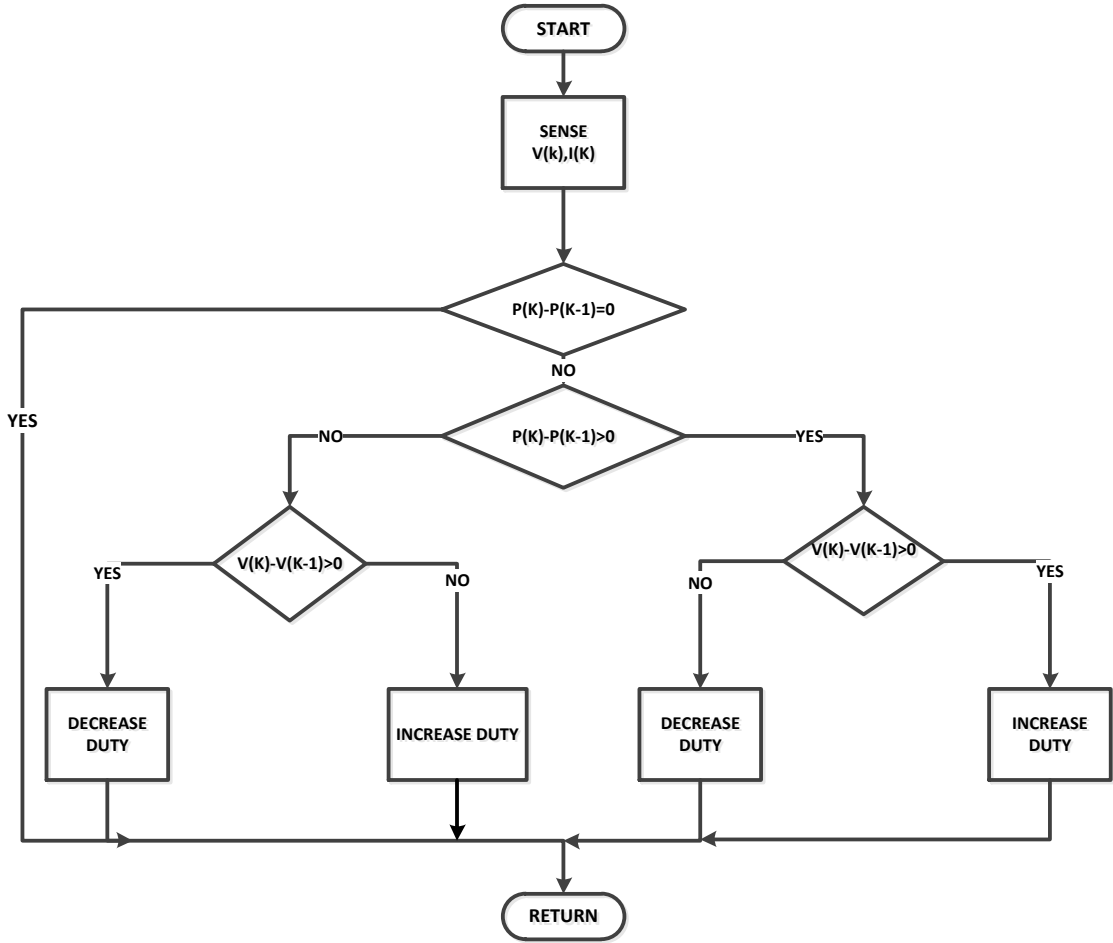 START
SENSE
V(k),I(K)
P(K)-P(K-1)=0
NO
YES
P(K)-P(K-1)>0
NO
YES
V(K)-V(K-1)>0
V(K)-V(K-1)>0
YES
NO
NO
YES
DECREASE
DUTY
INCREASE DUTY
DECREASE
DUTY
INCREASE
DUTY
RETURN